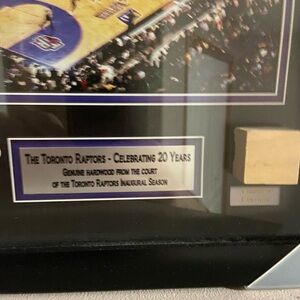 The Toronto Raptors - Celebrating 20 Years
Genuine hardwood from the court
of the Toronto Raptors Inaugural Season